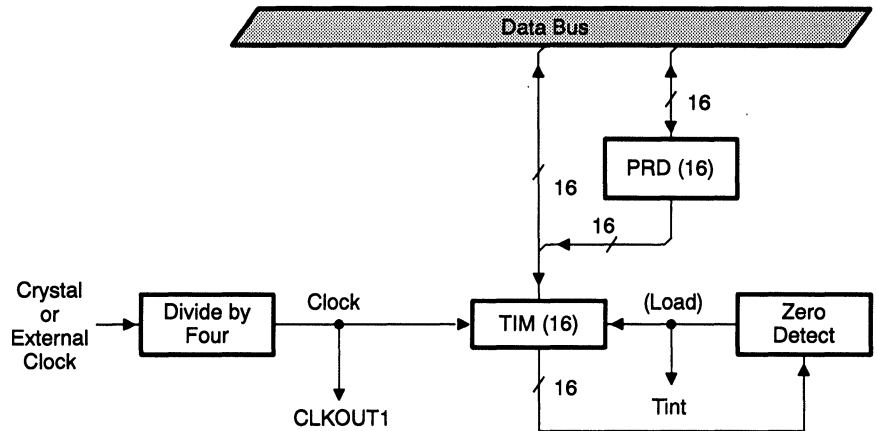 Data Bus
16
PRD (16)
16
16
Crystal
or
External
Clock
Divide by
Four
Clock
TIM (16)
(Load)
Zero
Detect
16
CLKOUT1
Tint